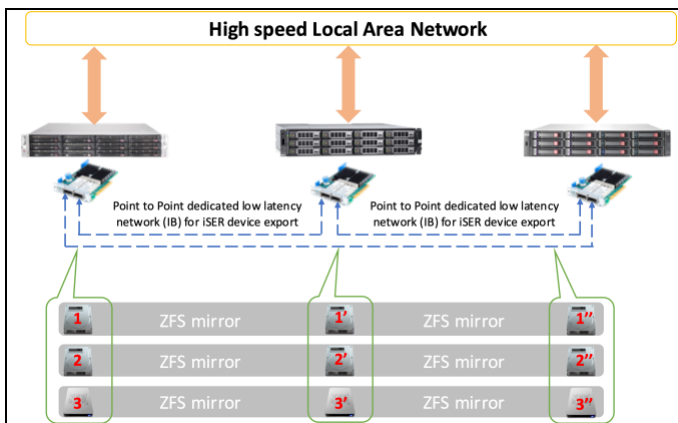 High speed Local Area Network
Point to Point dedicated low latency
network (IB) for iSER device export
Point to Point dedicated low latency
network (IB) for iSER device export
1 ZFS mirror 1' ZFS mirror 1"
2 ZFS mirror 2' ZFS mirror 2"
3 ZFS mirror 3' ZFS mirror 3"